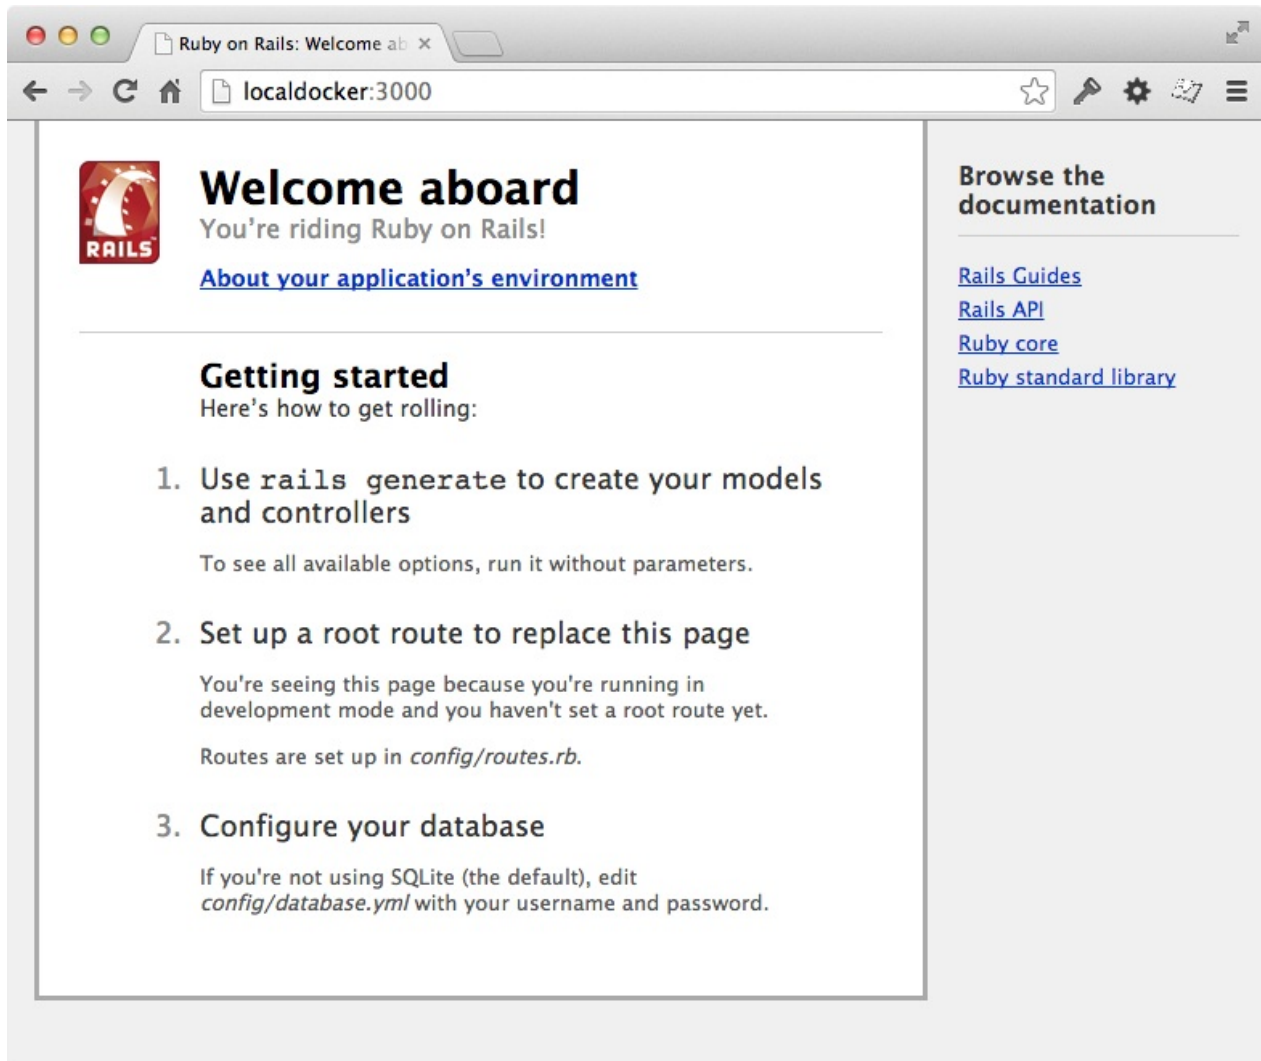 Ruby on Rails: Welcome ab
localdocker:3000
RAILS
Welcome aboard
You’re riding Ruby on Rails!
About your application’s environment
Getting started
Here’s how to get rolling:
1. Use rails generate to create your models
and controllers
To see all available options, run it without parameters.
2. Set up a root route to replace this page
You're seeing this page because you're running in
development mode and you haven't set a root route yet.
Routes are set up in config/routes.rb.
3. Configure your database
If you're not using SQLite (the default), edit
config/database.yml with your username and password.
Browse the
documentation
Rails Guides
Rails API
Ruby core
Ruby standard library